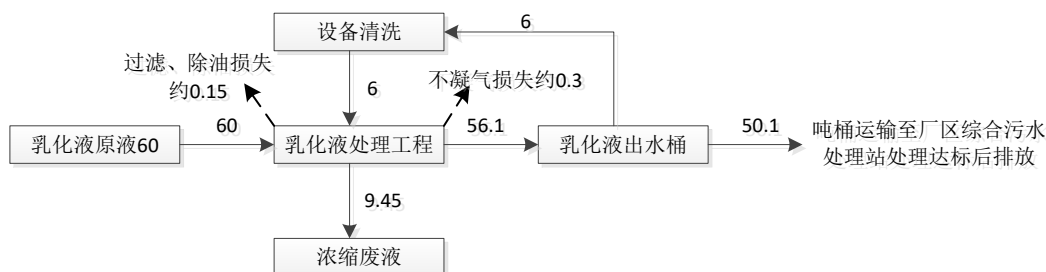 设备清洗
6
过滤、除油损失
约0.15
6
不凝气损失约0.3
乳化液原液60
60
乳化液处理工程
56.1
乳化液出水桶
50.1
吨桶运输至厂区综合污水
处理站处理达标后排放
9.45
浓缩废液